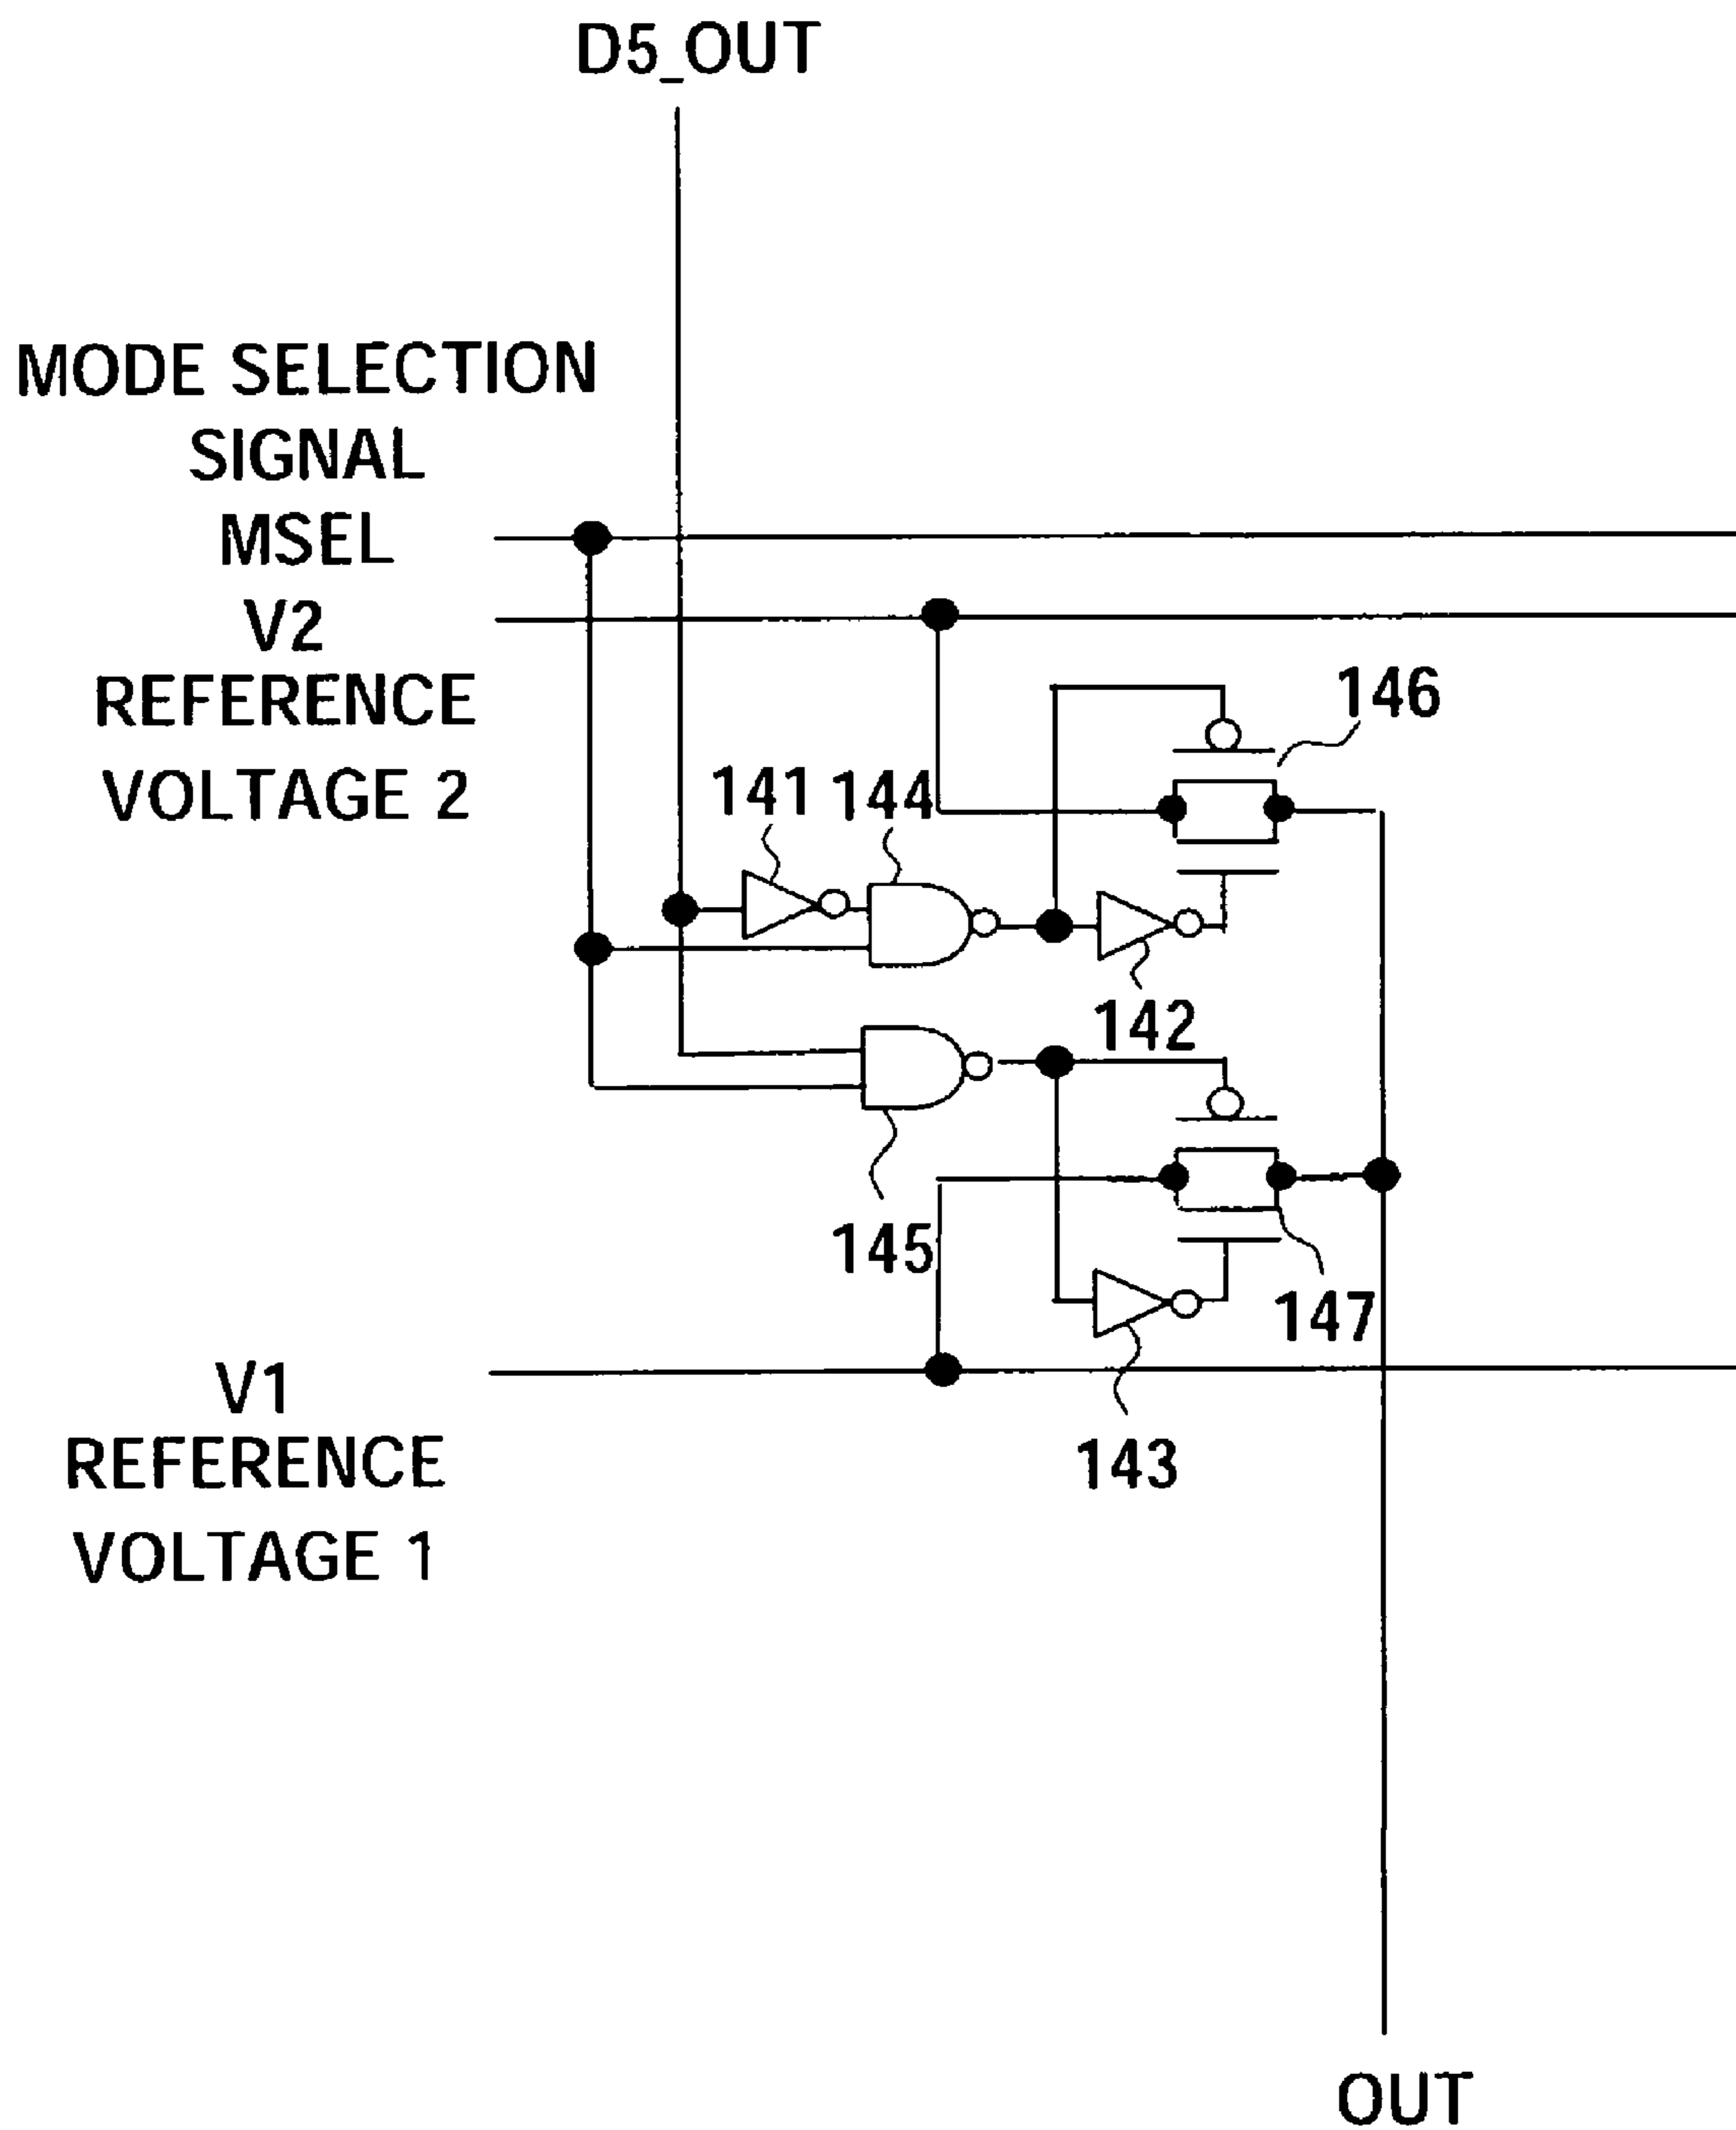 D5_OUT
MODE SELECTION
SIGNAL
MSEL
V2
REFERENCE
VOLTAGE 2
146
141 144
142
145
147
V1
REFERENCE
VOLTAGE 1
143
OUT